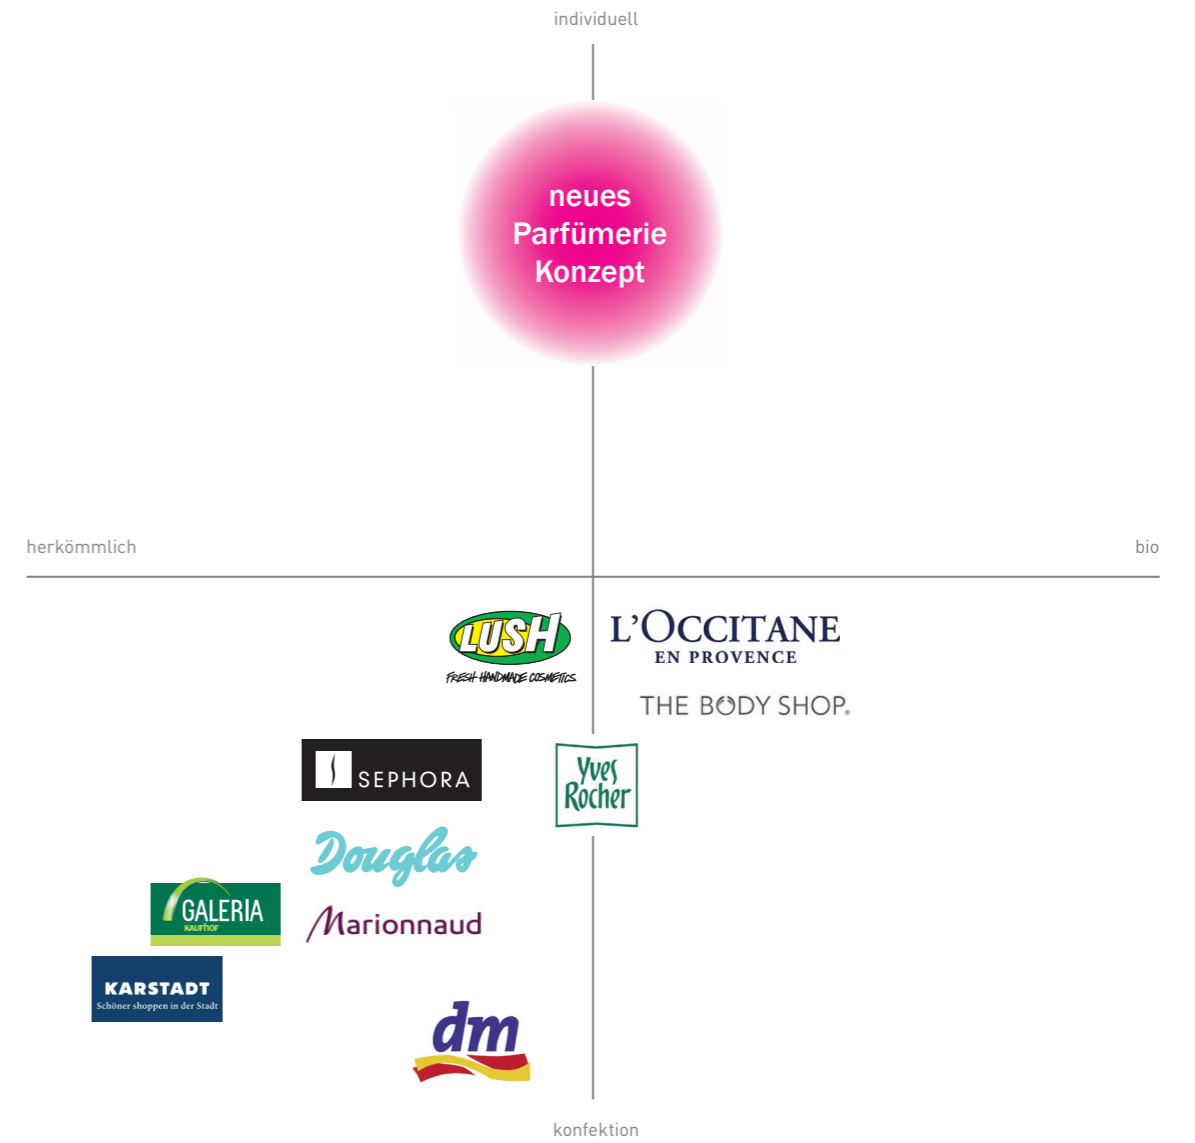 individuell
neues
Parfümerie
Konzept
herkömmlich
bio
LUSH
FRESH HANDMADE COSMETICS
L'OCCITANE
EN PROVENCE
THE BODY SHOP®
SEPHORA
Yves
Rocher
Douglas
GALERIA
KAUFHOF
Marionnaud
KARSTADT
Schöner shoppen in der Stadt
dm
konfektion